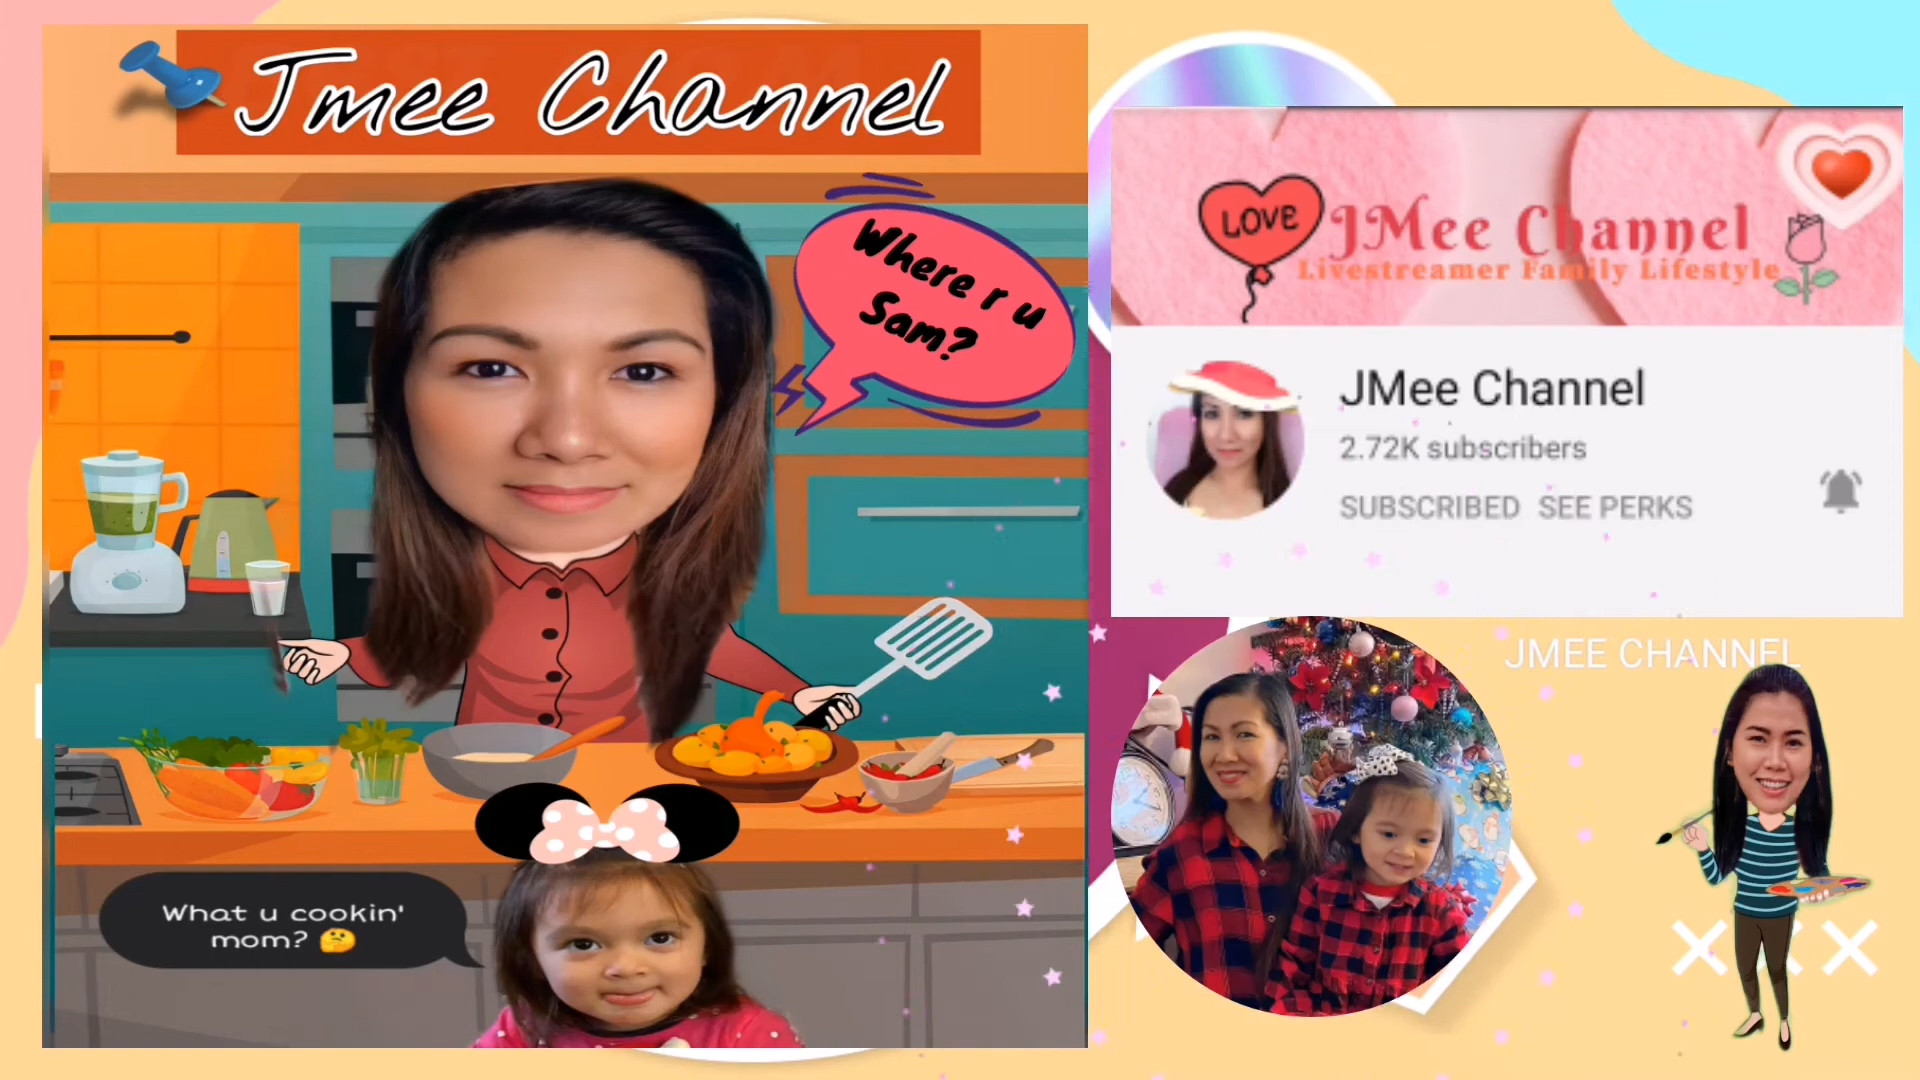 Jmee Channel
Where r u
Sam?
What u cookin'
mom? 🤔
LOVE
JMee Channel
Livestreamer Family Lifestyle
JMee Channel
2.72K subscribers
SUBSCRIBED SEE PERKS
JMEE CHANNEL